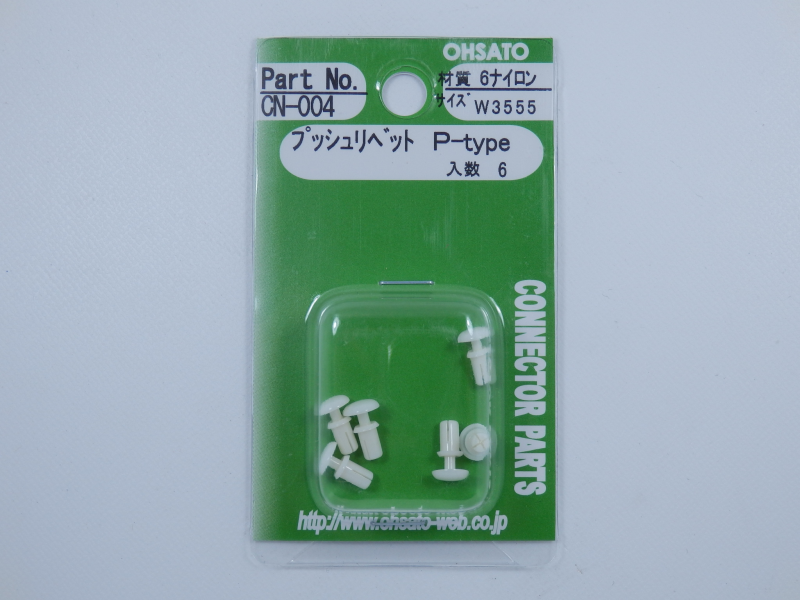 OHSATO
Part No.
CN-004
材質 6ナイロン
サイズ W3555
プッシュリベット P-type
入数 6
CONNECTOR PARTS
http://www.ohsato-web.co.jp